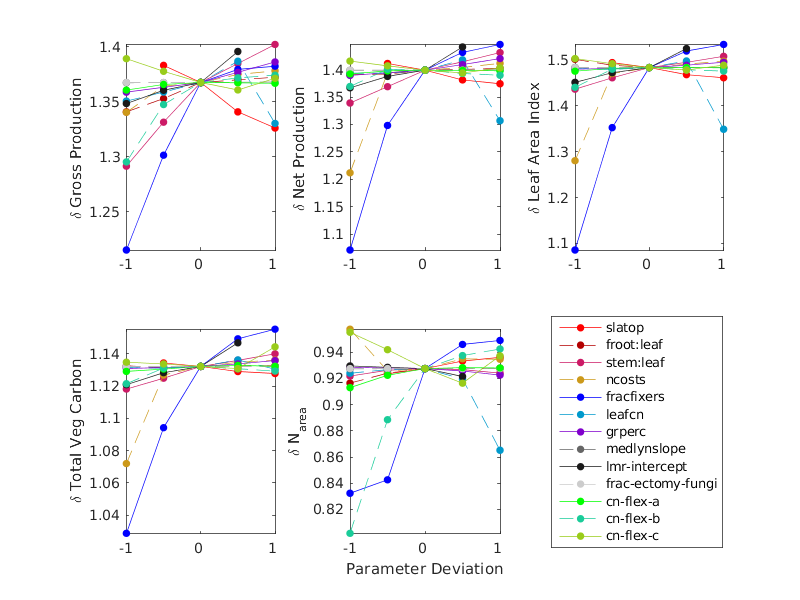 δ Gross Production
1.4
1.35
1.3
1.25
-1 0 1
δ Net Production
1.4
1.35
1.3
1.25
1.2
1.15
1.1
-1 0 1
δ Leaf Area Index
1.5
1.4
1.3
1.2
1.1
-1 0 1
δ Total Veg Carbon
1.14
1.12
1.1
1.08
1.06
1.04
-1 0 1
δ N_area
0.94
0.92
0.9
0.88
0.86
0.84
0.82
-1 0 1
Parameter Deviation
slatop
froot:leaf
stem:leaf
ncosts
fracfixers
leafcn
grperc
medlynslope
lmr-intercept
frac-ectomy-fungi
cn-flex-a
cn-flex-b
cn-flex-c